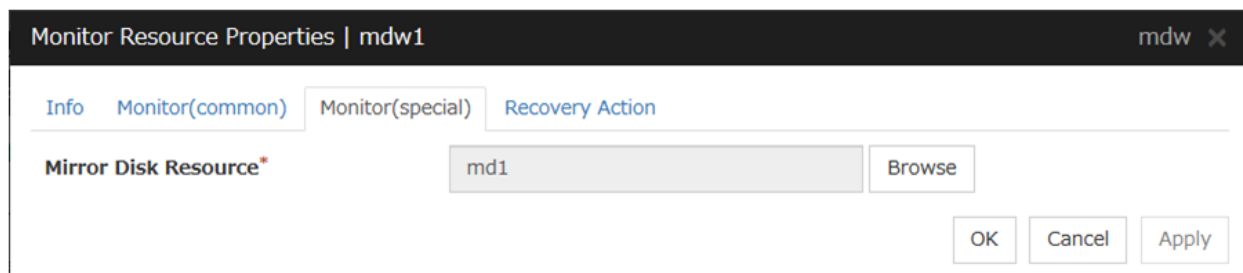 Monitor Resource Properties | mdw1 mdw ×
Info Monitor(common) Monitor(special) Recovery Action
Mirror Disk Resource* md1 Browse
OK Cancel Apply